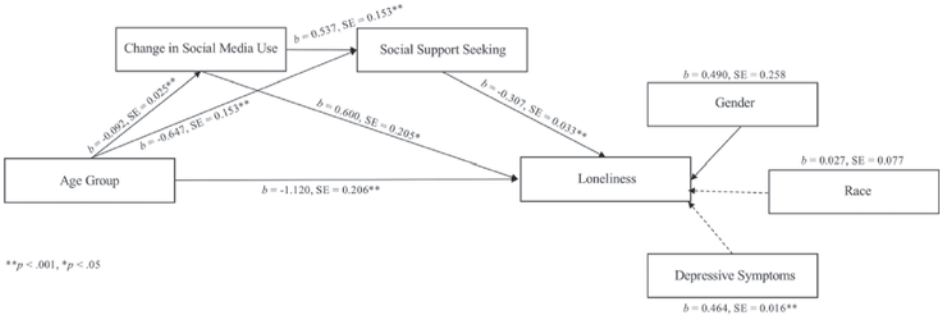 b = 0.537, SE = 0.153**
Change in Social Media Use
Social Support Seeking
b = 0.490, SE = 0.258
Gender
b = -0.092, SE = 0.025**
b = -0.647, SE = 0.153**
b = 0.600, SE = 0.205*
b = -0.307, SE = 0.033**
b = 0.027, SE = 0.077
Age Group
Loneliness
Race
b = -1.120, SE = 0.206**
**p < .001, *p < .05
Depressive Symptoms
b = 0.464, SE = 0.016**